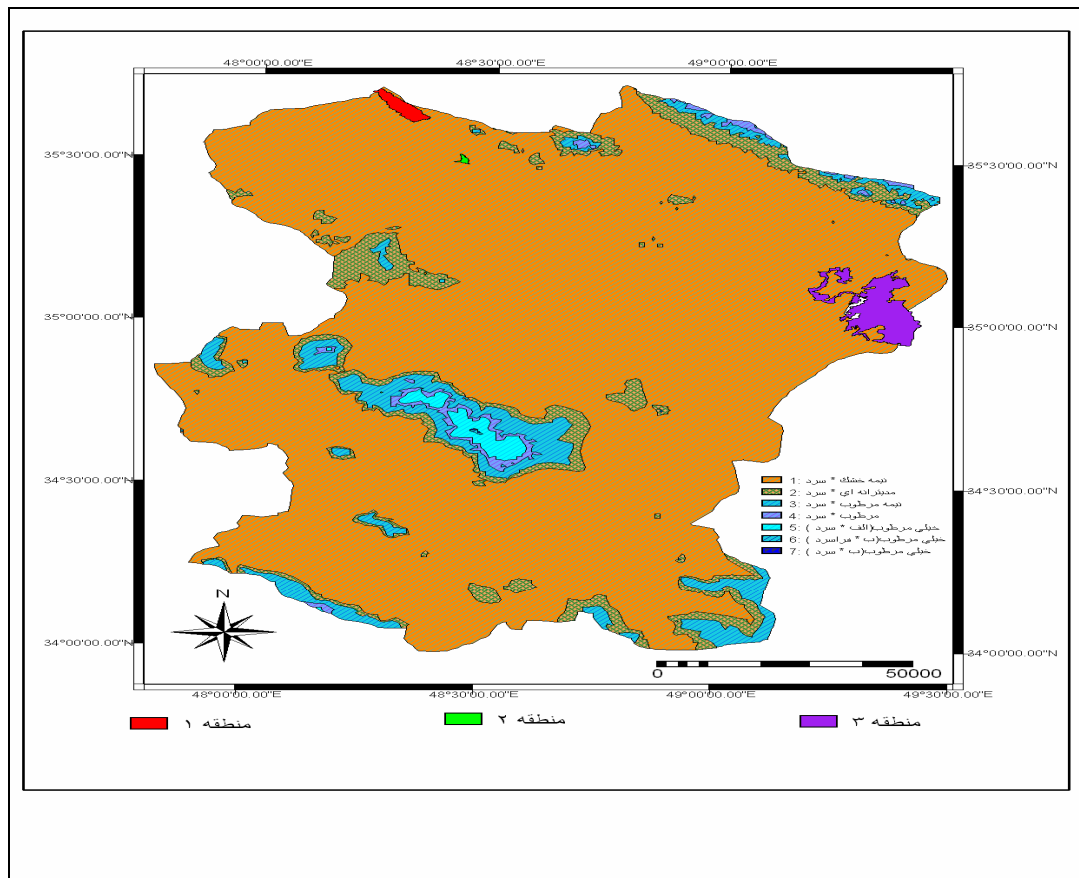 48°00'00.00"E 48°30'00.00"E 49°00'00.00"E
35°30'00.00"N 35°30'00.00"N
35°00'00.00"N 35°00'00.00"N
34°30'00.00"N 34°30'00.00"N
1: نیمه خشک * سرد
2: مدیترانه ای * سرد
3: نیمه مرطوب * سرد
4: مرطوب * سرد
5: خیلی مرطوب(الف * سرد )
6: خیلی مرطوب(ب * فراسرد )
7: خیلی مرطوب(ب * سرد )
N
34°00'00.00"N 34°00'00.00"N
0 50000
48°00'00.00"E 48°30'00.00"E 49°00'00.00"E 49°30'00.00"E
منطقه ۱ منطقه ۲ منطقه ۳